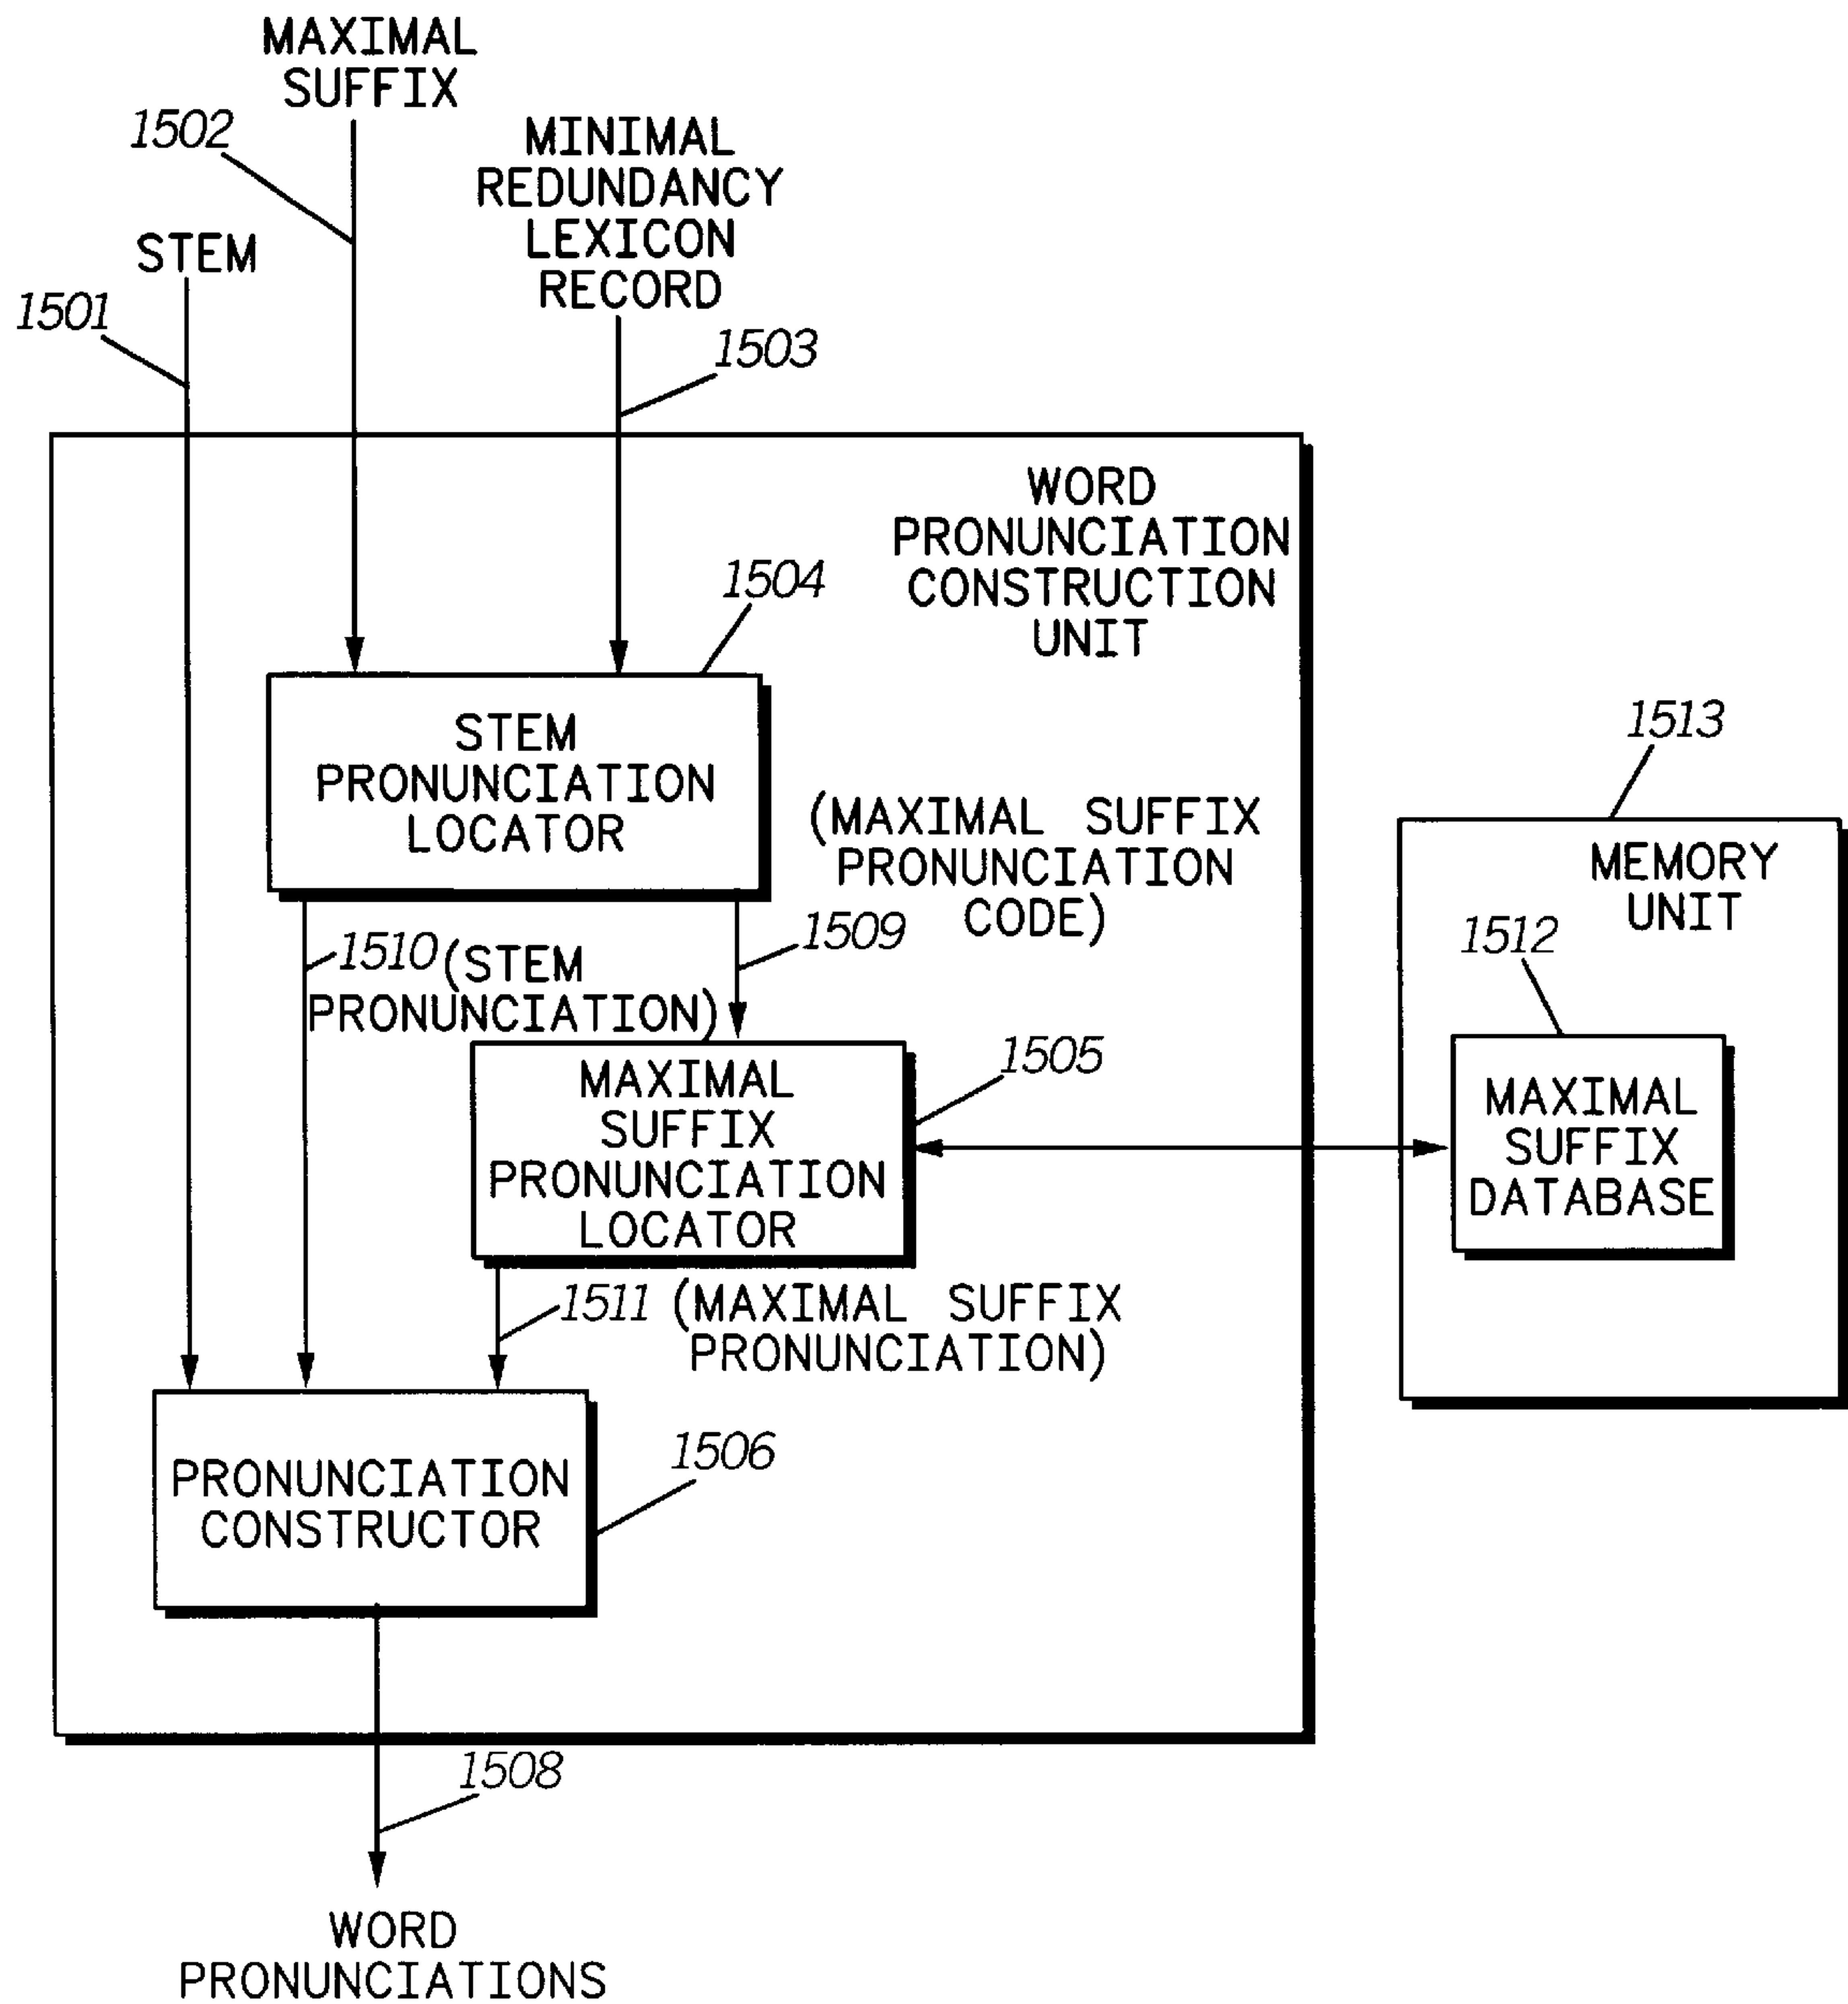 MAXIMAL
SUFFIX
1502
MINIMAL
REDUNDANCY
LEXICON
RECORD
STEM
1501
1503
WORD
PRONUNCIATION
CONSTRUCTION
UNIT
1504
STEM
PRONUNCIATION
LOCATOR
(MAXIMAL SUFFIX
PRONUNCIATION
CODE)
1513
MEMORY
UNIT
1512
1509
1510 (STEM
PRONUNCIATION)
1505
MAXIMAL
SUFFIX
PRONUNCIATION
LOCATOR
MAXIMAL
SUFFIX
DATABASE
1511 (MAXIMAL SUFFIX
PRONUNCIATION)
1506
PRONUNCIATION
CONSTRUCTOR
1508
WORD
PRONUNCIATIONS